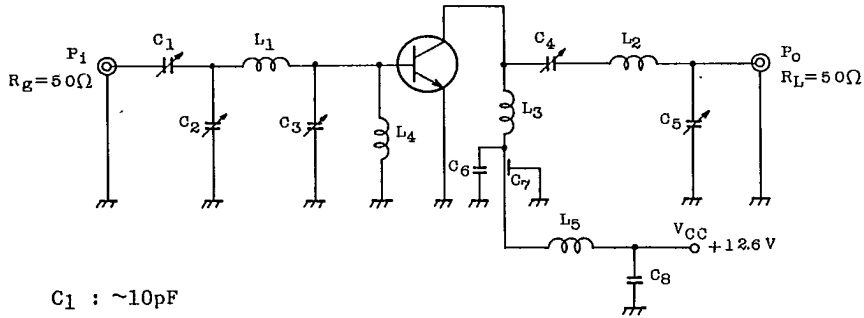 Pi
Rg=50Ω
C1
L1
C4
L2
Po
RL=50Ω
C2
C3
L4
L3
C5
C6
C7
L5
VCC
+12.6V
C8
C1 : ~10pF